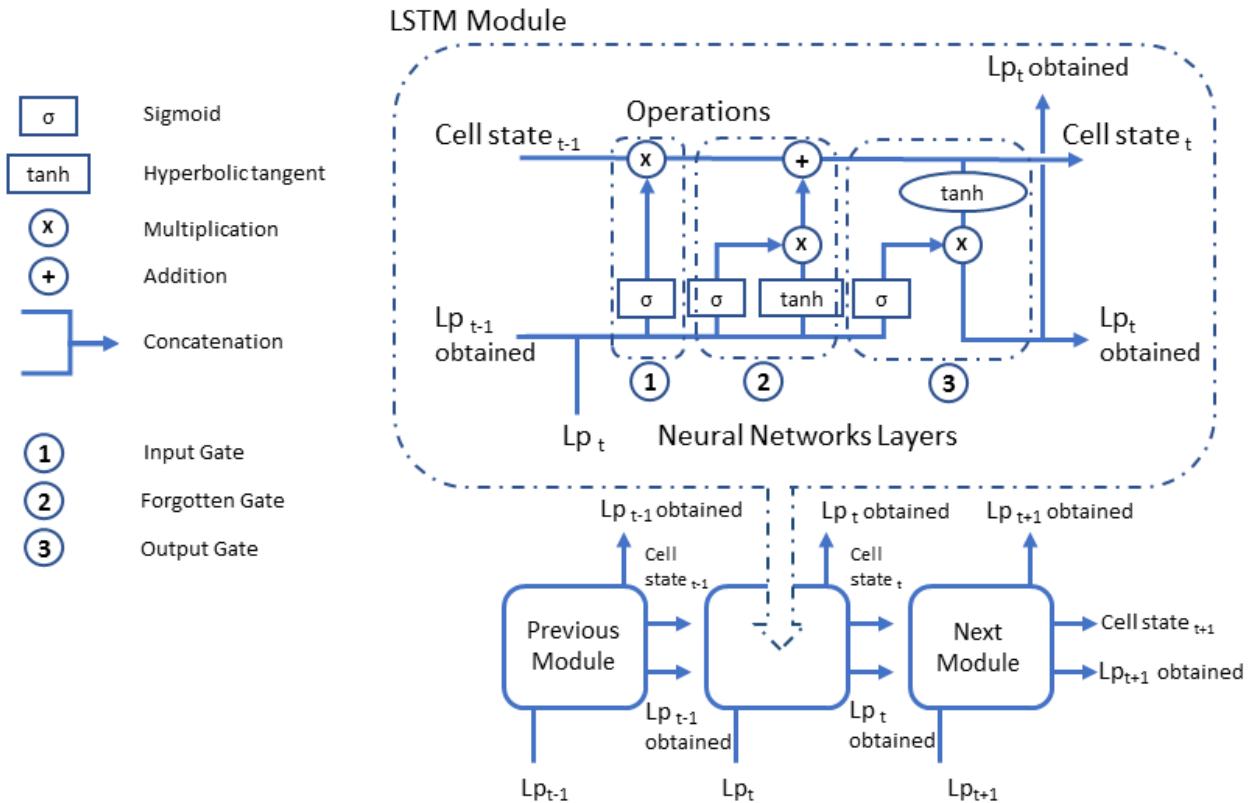 LSTM Module
σ
Sigmoid
tanh
Hyperbolic tangent
x
Multiplication
+
Addition
Concatenation
1
Input Gate
2
Forgotten Gate
3
Output Gate
Lp t obtained
Operations
Cell state t-1
x
+
Cell state t
tanh
x
x
σ
σ
tanh
σ
Lp t-1
obtained
Lp t
obtained
1
2
3
Lp t
Neural Networks Layers
Lp t-1 obtained
Lp t obtained
Lp t+1 obtained
Cell
state t-1
Cell
state t
Previous
Module
Next
Module
Cell state t+1
Lpt+1 obtained
Lp t-1
obtained
Lp t
obtained
Lpt-1
Lpt
Lpt+1